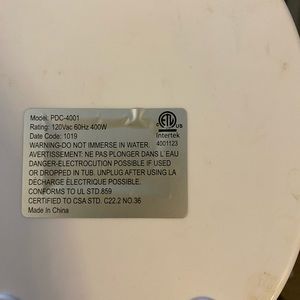 Model: PDC-4001
Rating: 120Vac 60Hz 400W
Date Code: 1019
ETL
US
Intertek
4001123
WARNING-DO NOT IMMERSE IN WATER.
AVERTISSEMENT: NE PAS PLONGER DANS L'EAU
DANGER-ELECTROCUTION POSSIBLE IF USED
OR DROPPED IN TUB. UNPLUG AFTER USING LA
DECHARGE ELECTRIQUE POSSIBLE.
CONFORMS TO UL STD.859
CERTIFIED TO CSA STD. C22.2 NO.36
Made in China